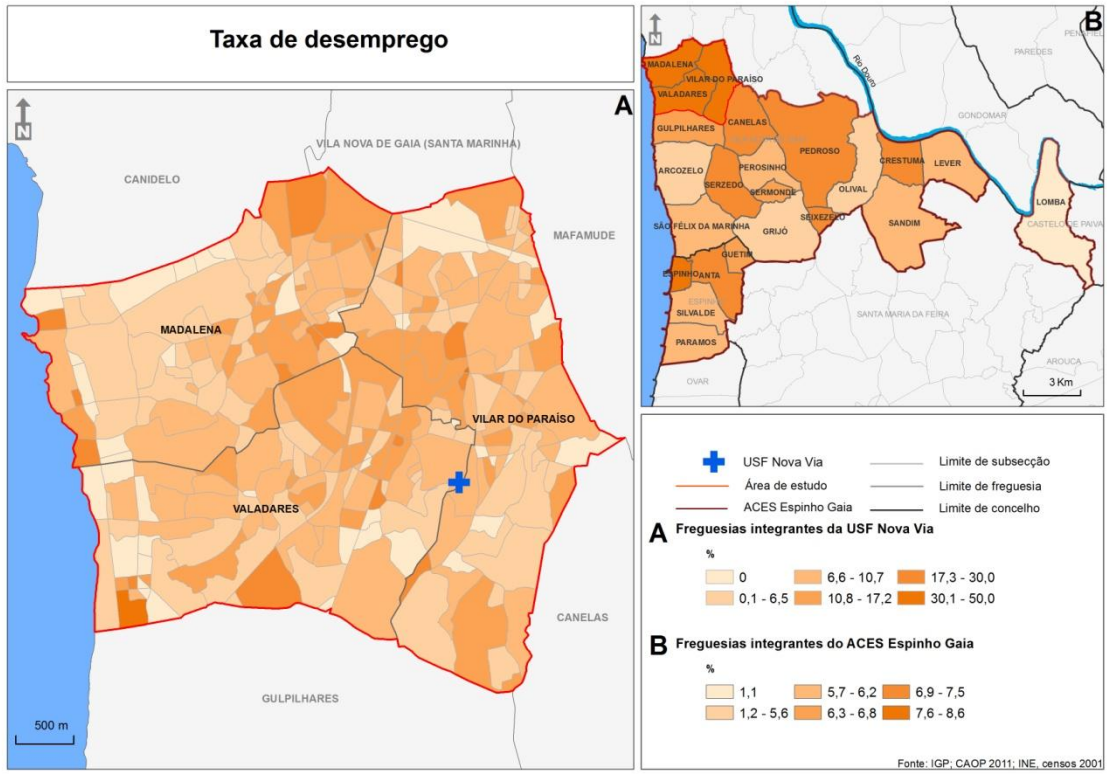 Taxa de desemprego
A
N
VILA NOVA DE GAIA (SANTA MARINHA)
CANIDELO
MAFAMUDE
MADALENA
VILAR DO PARAÍSO
VALADARES
CANELAS
GULPILHARES
500 m
B
N
PENAFIEL
PAREDES
MADALENA
VILAR DO PARAÍSO
Rio Douro
VALADARES
CANELAS
GONDOMAR
GULPILHARES
PEDROSO
CRESTUMA
LEVER
ARCOZELO
PEROSINHO
SERZEDO
SERMONDE
OLIVAL
LOMBA
SEIXEZELO
SÃO FÉLIX DA MARINHA
GRIJÓ
SANDIM
CASTELO DE PAIVA
GUETIM
ESPINHO
ANTA
ESPINHO
SILVALDE
SANTA MARIA DA FEIRA
PARAMOS
AROUCA
OVAR
3 Km
USF Nova Via
Limite de subsecção
Área de estudo
Limite de freguesia
ACES Espinho Gaia
Limite de concelho
A Freguesias integrantes da USF Nova Via
%
0 6,6 - 10,7 17,3 - 30,0
0,1 - 6,5 10,8 - 17,2 30,1 - 50,0
B Freguesias integrantes do ACES Espinho Gaia
%
1,1 5,7 - 6,2 6,9 - 7,5
1,2 - 5,6 6,3 - 6,8 7,6 - 8,6
Fonte: IGP; CAOP 2011; INE, censos 2001